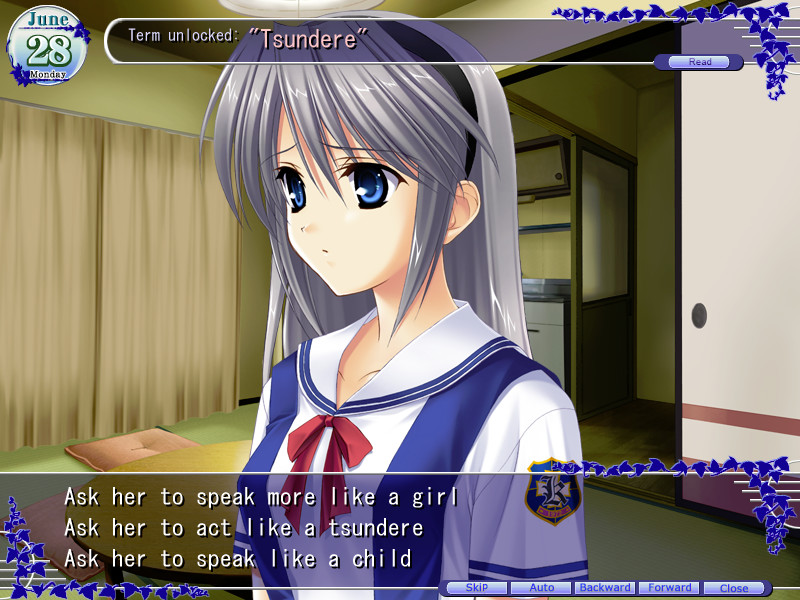 June
28
Monday
Term unlocked: "Tsundere"
Read
Ask her to speak more like a girl
Ask her to act like a tsundere
Ask her to speak like a child
Skip
Auto
Backward
Forward
Close